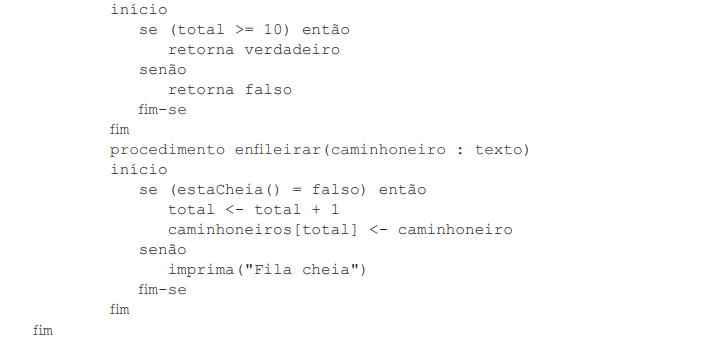 início
se (total >= 10) então
retorna verdadeiro
senão
retorna falso
fim-se
fim
procedimento enfileirar(caminhoneiro : texto)
início
se (estaCheia() = falso) então
total <- total + 1
caminhoneiros[total] <- caminhoneiro
senão
imprima("Fila cheia")
fim-se
fim
fim